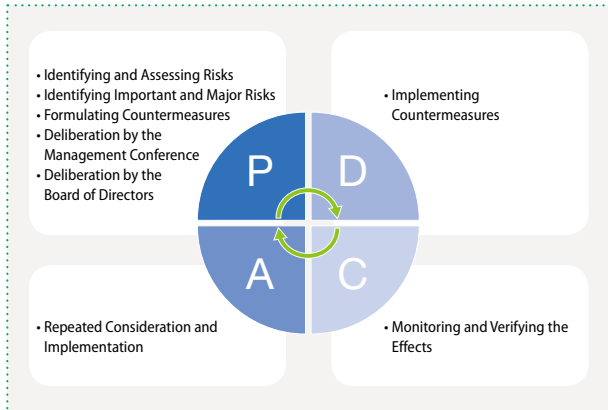 • Identifying and Assessing Risks
• Identifying Important and Major Risks
• Formulating Countermeasures
• Deliberation by the
Management Conference
• Deliberation by the
Board of Directors
• Implementing
Countermeasures
P
D
A
C
• Repeated Consideration and
Implementation
• Monitoring and Verifying the
Effects